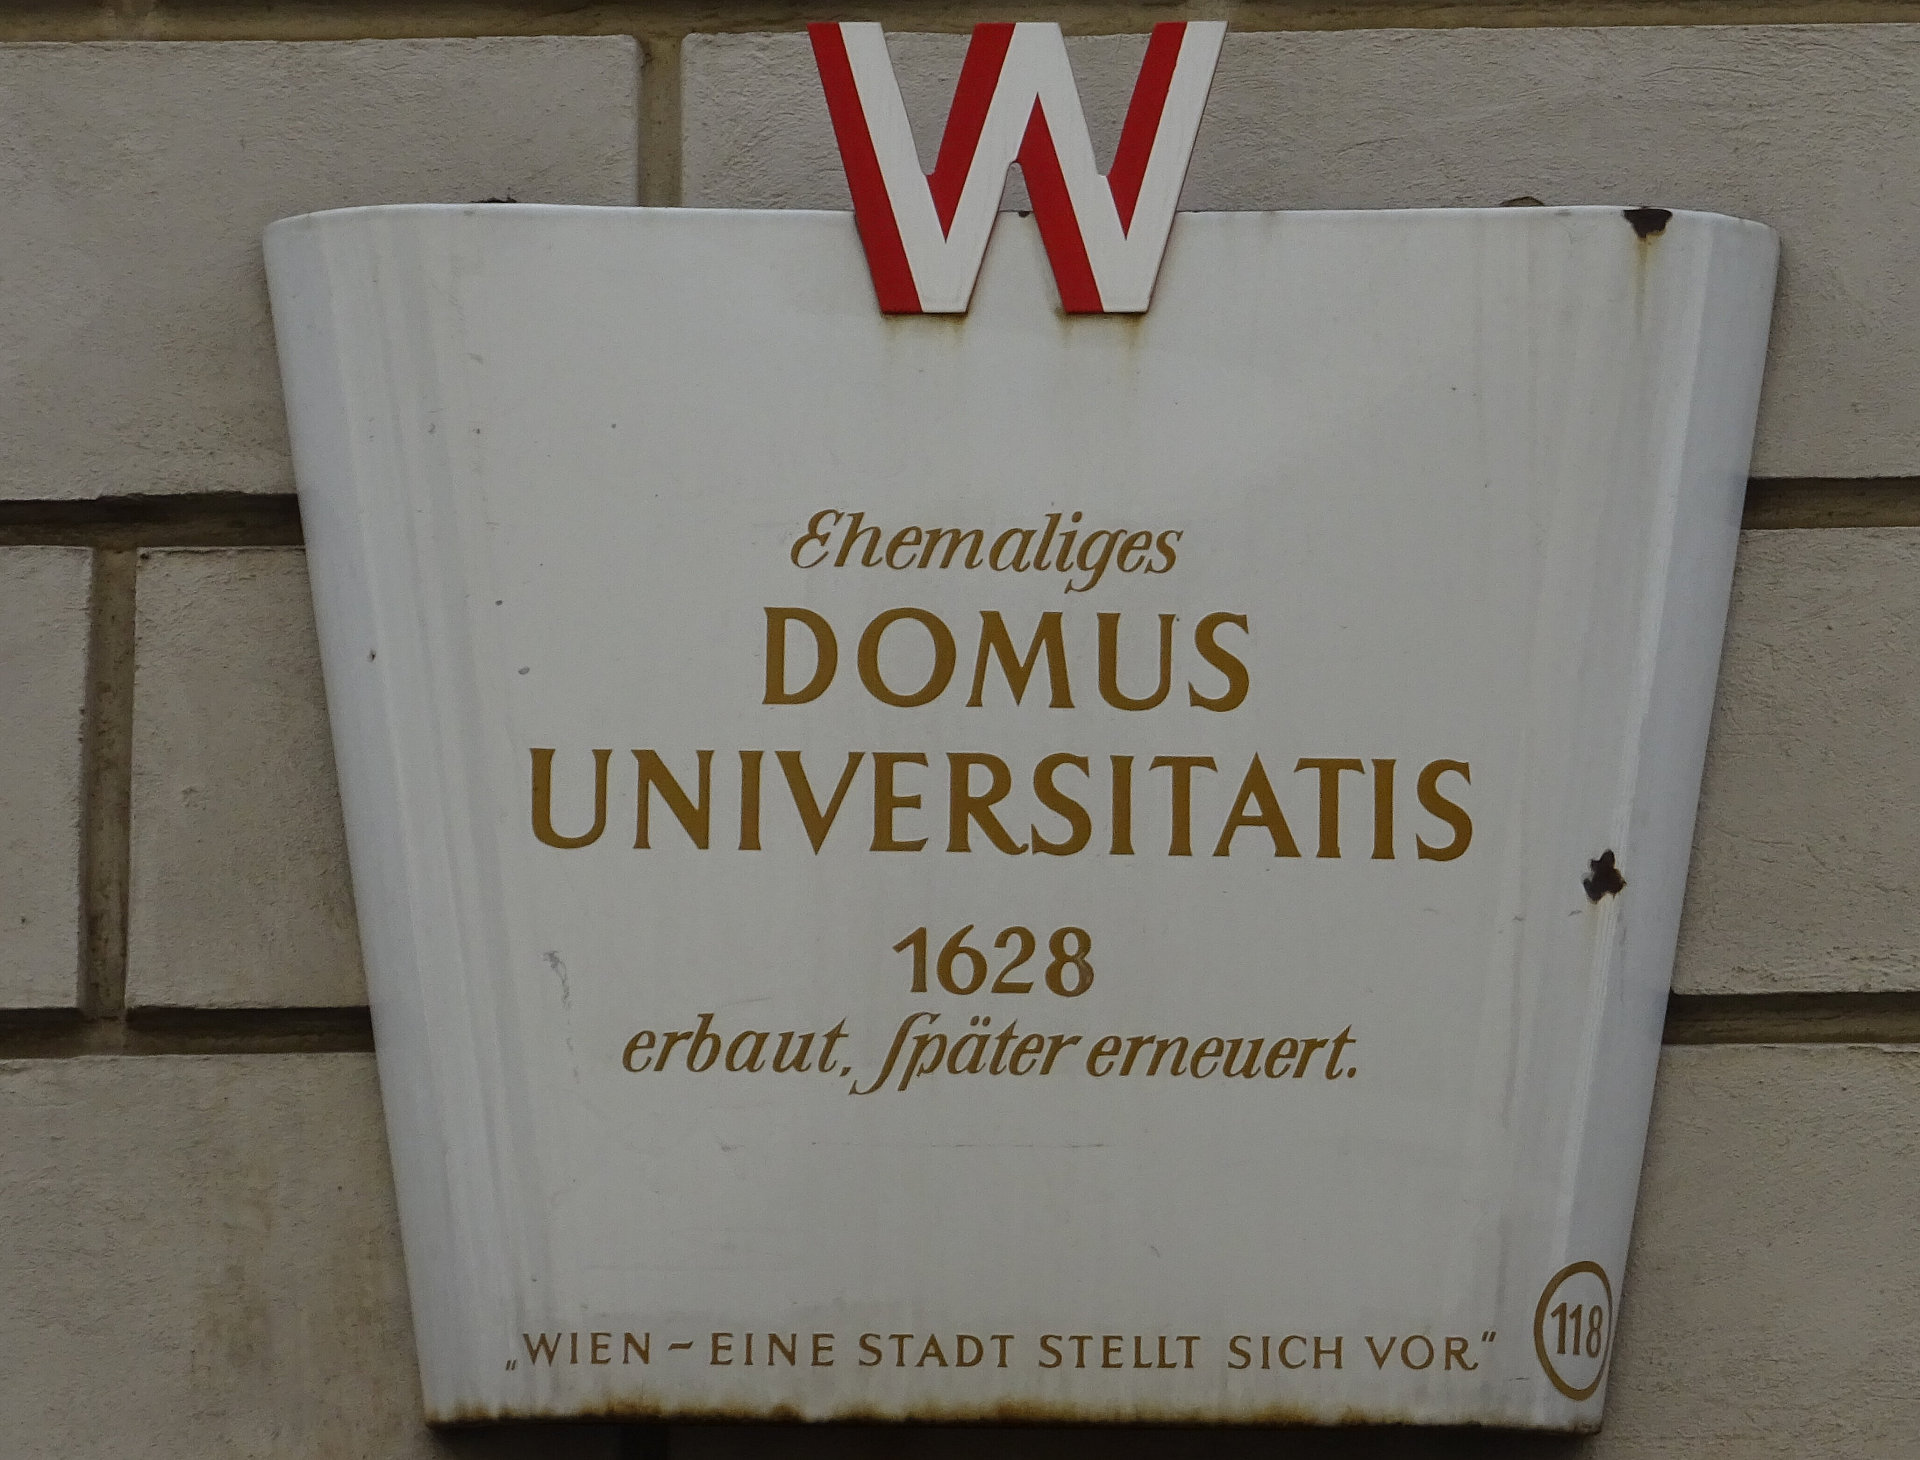 W
Ehemaliges
DOMUS
UNIVERSITATIS
1628
erbaut, ſpäter erneuert.
„WIEN – EINE STADT STELLT SICH VOR“
118